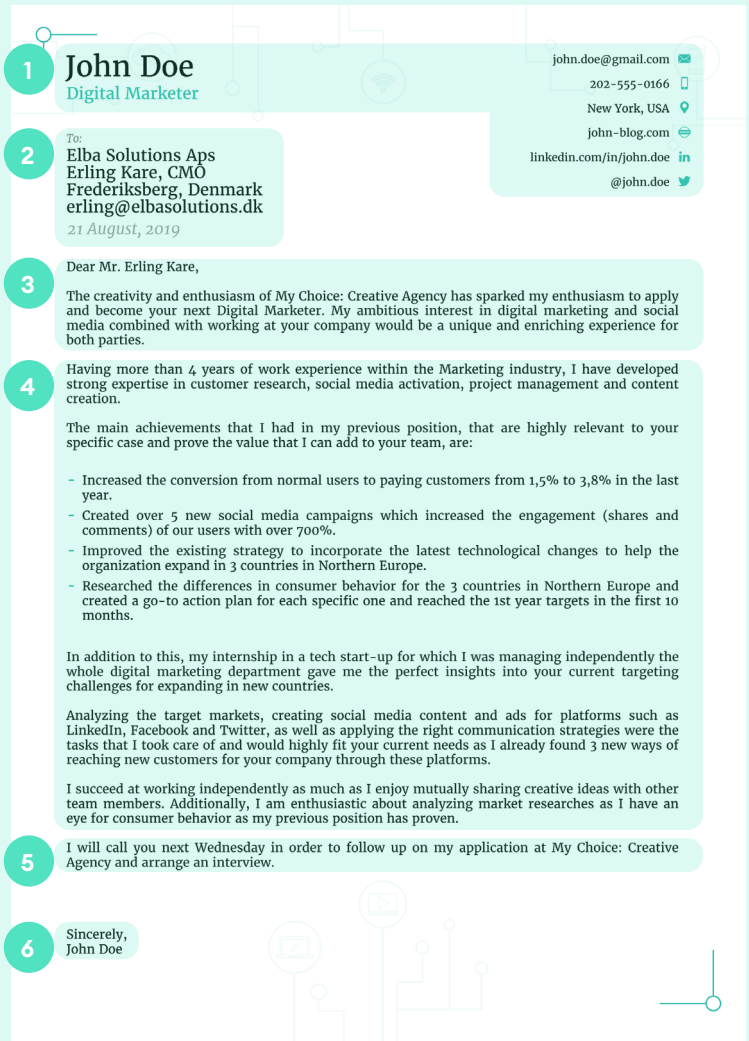 1
John Doe
Digital Marketer
john.doe@gmail.com
202-555-0166
New York, USA
john-blog.com
linkedin.com/in/john.doe
in
@john.doe
2
To:
Elba Solutions Aps
Erling Kare, CMO
Frederiksberg, Denmark
erling@elbasolutions.dk
21 August, 2019
3
Dear Mr. Erling Kare,
The creativity and enthusiasm of My Choice: Creative Agency has sparked my enthusiasm to apply
and become your next Digital Marketer. My ambitious interest in digital marketing and social
media combined with working at your company would be a unique and enriching experience for
both parties.
4
Having more than 4 years of work experience within the Marketing industry, I have developed
strong expertise in customer research, social media activation, project management and content
creation.
The main achievements that I had in my previous position, that are highly relevant to your
specific case and prove the value that I can add to your team, are:
- Increased the conversion from normal users to paying customers from 1,5% to 3,8% in the last
year.
- Created over 5 new social media campaigns which increased the engagement (shares and
comments) of our users with over 700%.
- Improved the existing strategy to incorporate the latest technological changes to help the
organization expand in 3 countries in Northern Europe.
- Researched the differences in consumer behavior for the 3 countries in Northern Europe and
created a go-to action plan for each specific one and reached the 1st year targets in the first 10
months.
In addition to this, my internship in a tech start-up for which I was managing independently the
whole digital marketing department gave me the perfect insights into your current targeting
challenges for expanding in new countries.
Analyzing the target markets, creating social media content and ads for platforms such as
LinkedIn, Facebook and Twitter, as well as applying the right communication strategies were the
tasks that I took care of and would highly fit your current needs as I already found 3 new ways of
reaching new customers for your company through these platforms.
I succeed at working independently as much as I enjoy mutually sharing creative ideas with other
team members. Additionally, I am enthusiastic about analyzing market researches as I have an
eye for consumer behavior as my previous position has proven.
5
I will call you next Wednesday in order to follow up on my application at My Choice: Creative
Agency and arrange an interview.
6
Sincerely,
John Doe